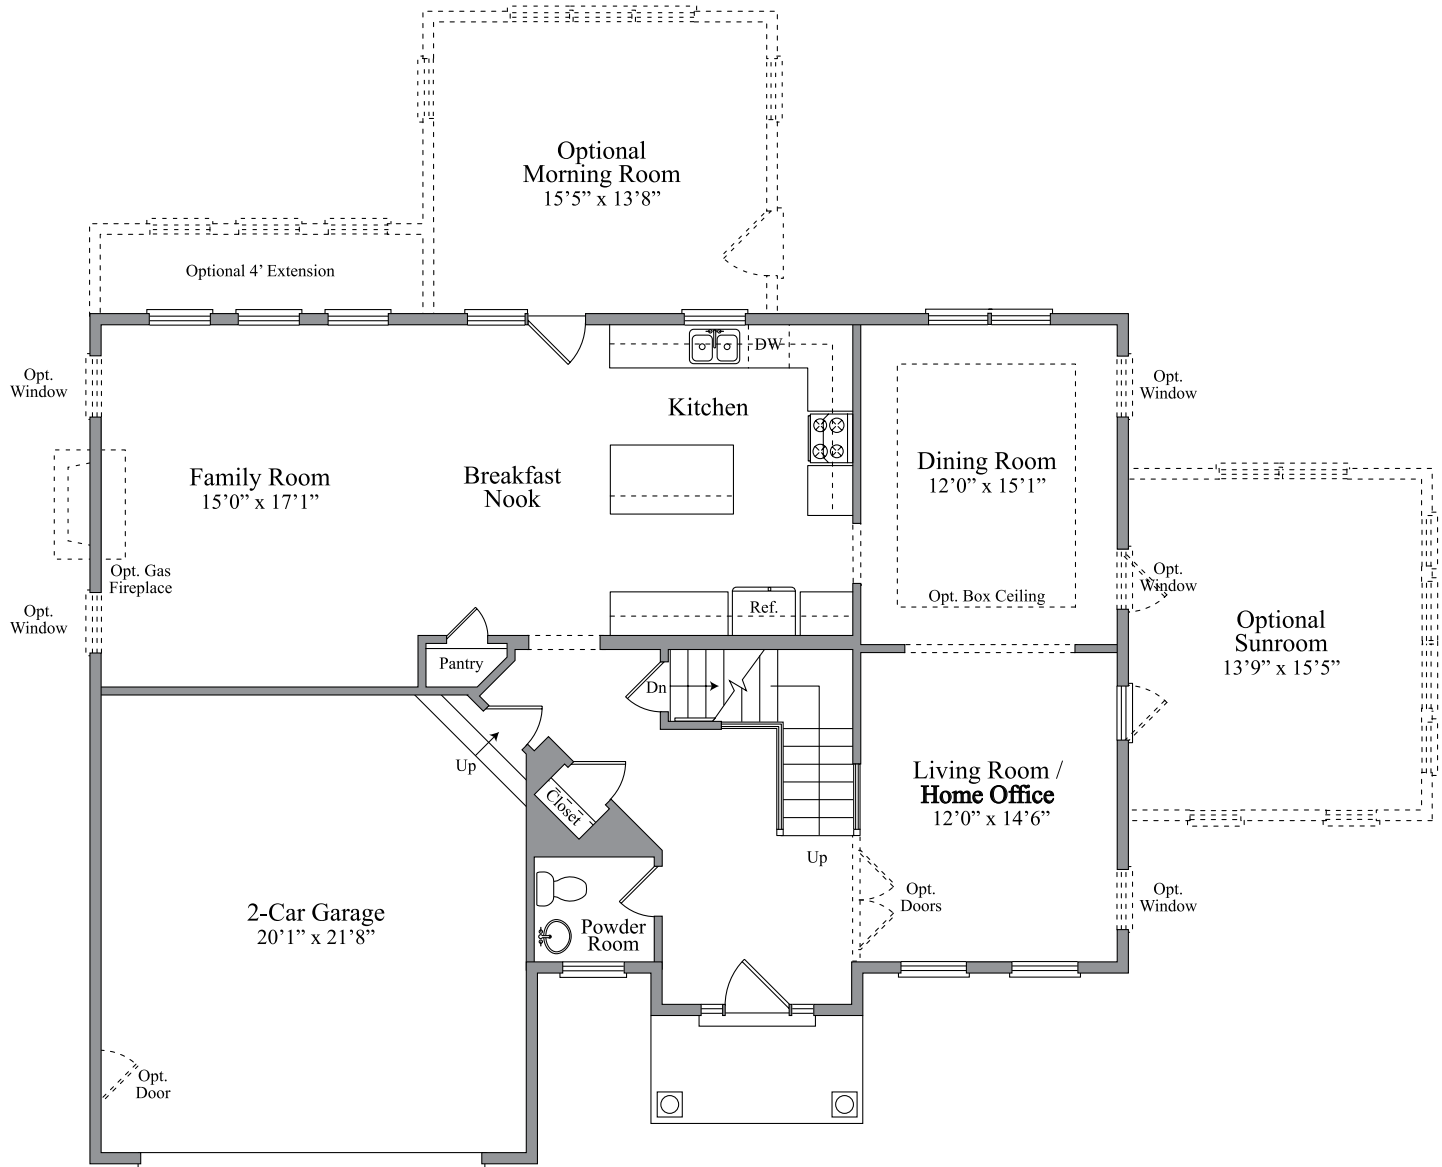 Optional
Morning Room
15’5” x 13’8”
Optional 4’ Extension
Opt.
Window
DW
Kitchen
Opt.
Window
Family Room
15’0” x 17’1”
Breakfast
Nook
Dining Room
12’0” x 15’1”
Opt. Gas
Fireplace
Opt.
Window
Opt. Box Ceiling
Opt.
Window
Ref.
Optional
Sunroom
13’9” x 15’5”
Pantry
Dn
Up
Living Room /
Home Office
12’0” x 14’6”
Closet
Up
Opt.
Doors
Opt.
Window
2-Car Garage
20’1” x 21’8”
Powder
Room
Opt.
Door